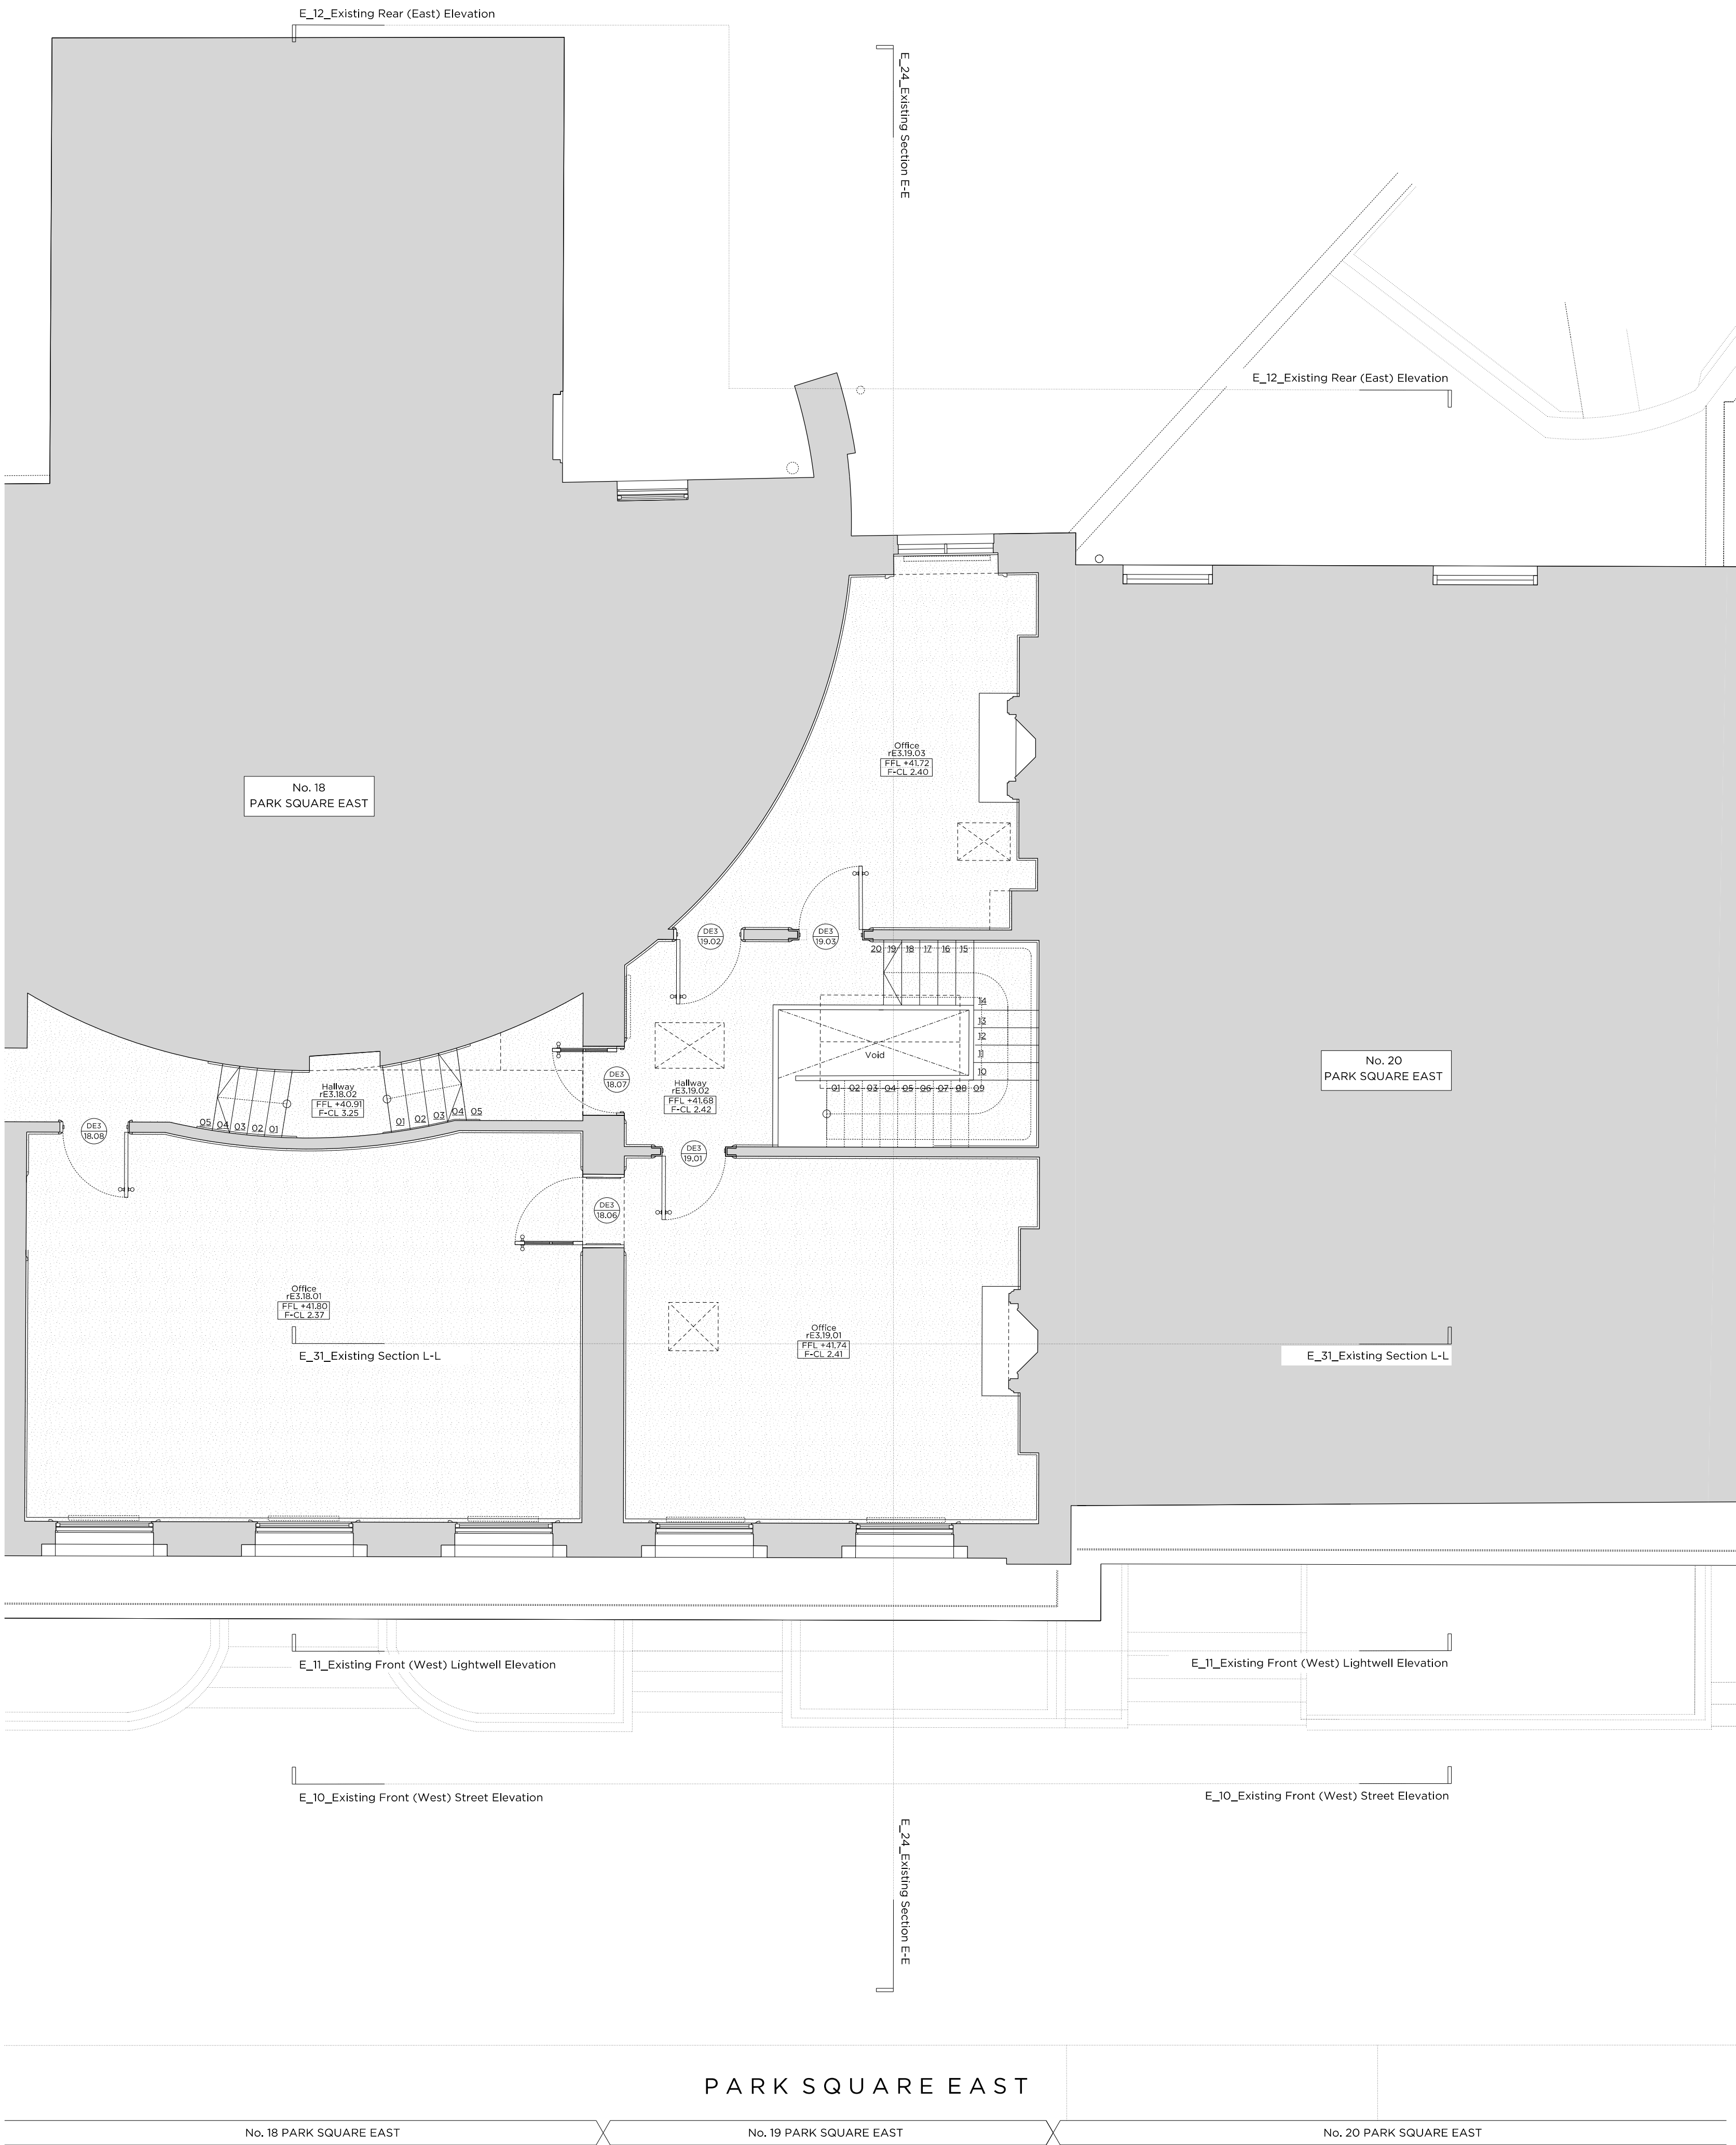 E_12_Existing Rear (East) Elevation
E_24_Existing Section E-E
E_12_Existing Rear (East) Elevation
Office
rE3.19.03
FFL +41.72
F-CL 2.40
No. 18
PARK SQUARE EAST
DE3
19.02
DE3
19.03
20 19 18 17 16 15
14
13
12
11
10
Void
01 02 03 04 05 06 07 08 09
No. 20
PARK SQUARE EAST
DE3
18.07
Hallway
rE3.19.02
FFL +41.68
F-CL 2.42
Hallway
rE3.18.02
FFL +40.91
F-CL 3.25
05 04 03 02 01
01 02 03 04 05
DE3
18.08
DE3
19.01
DE3
18.06
Office
rE3.18.01
FFL +41.80
F-CL 2.37
Office
rE3.19.01
FFL +41.74
F-CL 2.41
E_31_Existing Section L-L
E_31_Existing Section L-L
E_11_Existing Front (West) Lightwell Elevation
E_11_Existing Front (West) Lightwell Elevation
E_10_Existing Front (West) Street Elevation
E_10_Existing Front (West) Street Elevation
E_24_Existing Section E-E
PARK SQUARE EAST
No. 18 PARK SQUARE EAST
No. 19 PARK SQUARE EAST
No. 20 PARK SQUARE EAST